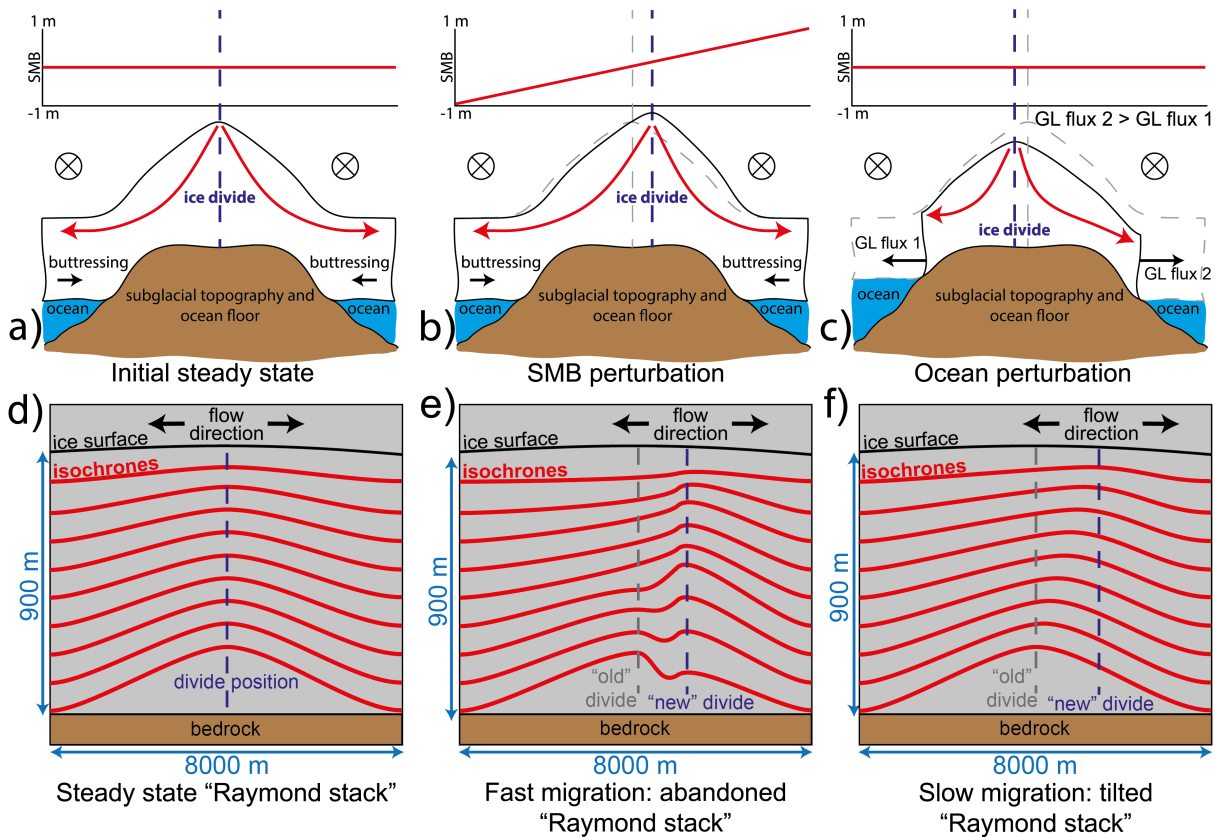 1 m
SMB
-1 m
ice divide
buttressing
buttressing
ocean
subglacial topography and
ocean floor
ocean
a)
Initial steady state
1 m
SMB
-1 m
ice divide
buttressing
buttressing
ocean
subglacial topography and
ocean floor
ocean
b)
SMB perturbation
1 m
SMB
-1 m
GL flux 2 > GL flux 1
ice divide
GL flux 1
GL flux 2
ocean
subglacial topography and
ocean floor
ocean
c)
Ocean perturbation
d)
flow
direction
ice surface
isochrones
900 m
divide position
bedrock
8000 m
Steady state “Raymond stack”
e)
flow
direction
ice surface
isochrones
900 m
“old”
divide
“new” divide
bedrock
8000 m
Fast migration: abandoned
“Raymond stack”
f)
flow
direction
ice surface
isochrones
900 m
“old”
divide
“new” divide
bedrock
8000 m
Slow migration: tilted
“Raymond stack”